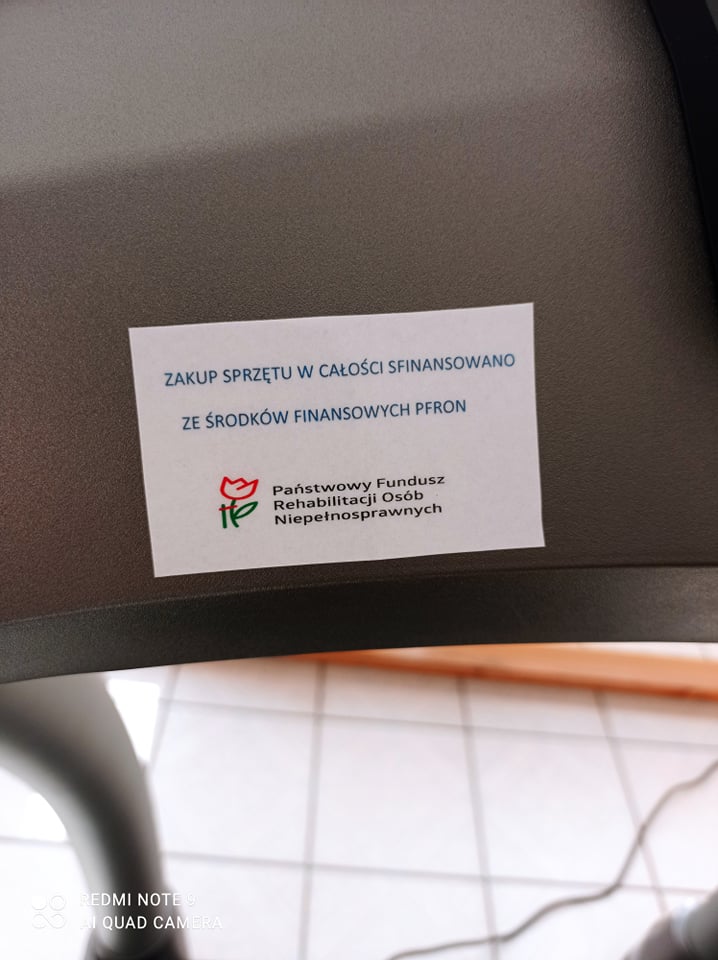 ZAKUP SPRZĘTU W CAŁOŚCI SFINANSOWANO
ZE ŚRODKÓW FINANSOWYCH PFRON
Państwowy Fundusz
Rehabilitacji Osób
Niepełnosprawnych
REDMI NOTE 9
AI QUAD CAMERA